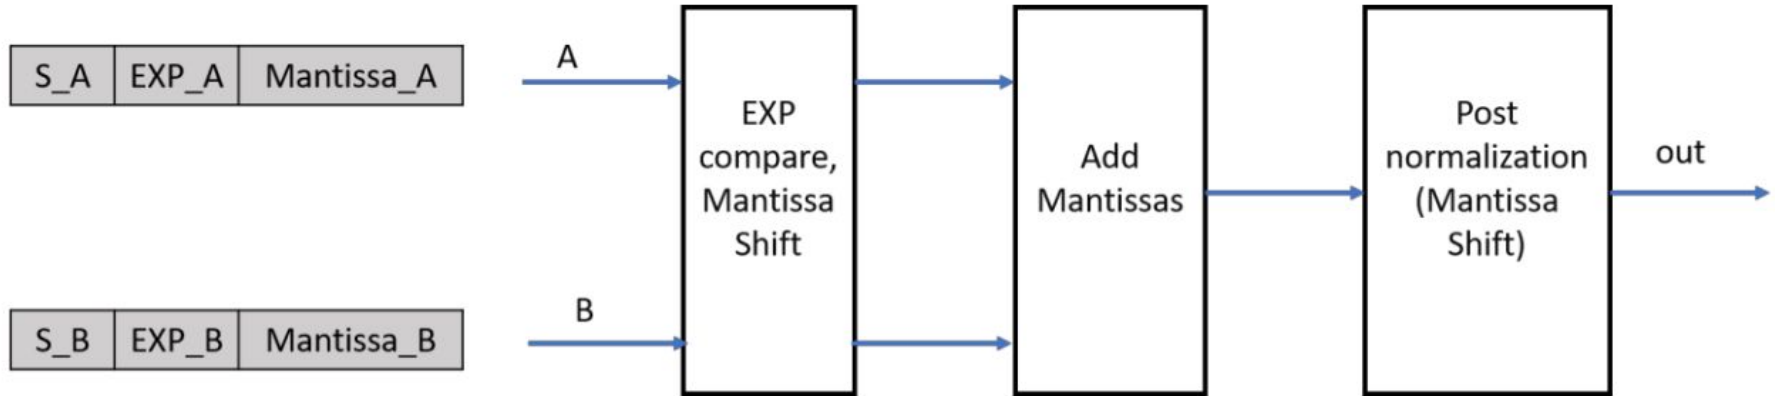 S_A EXP_A Mantissa_A
A
EXP
compare,
Mantissa
Shift
Add
Mantissas
Post
normalization
(Mantissa
Shift)
out
B
S_B EXP_B Mantissa_B